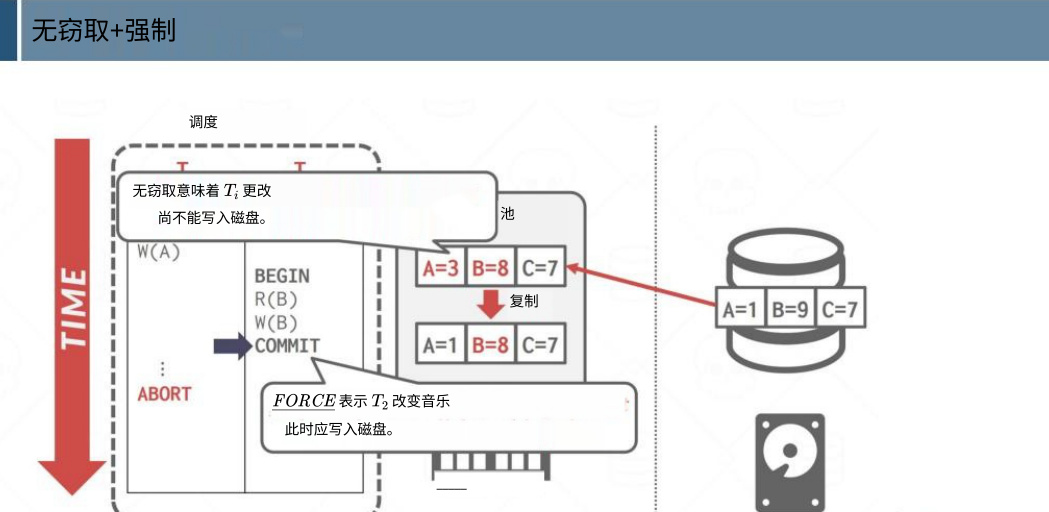 无窃取+强制
调度
T T
无窃取意味着 T_i 更改
尚不能写入磁盘。
池
W(A)
BEGIN
R(B)
W(B)
COMMIT
⋮
ABORT
TIME
A=3 B=8 C=7
复制
A=1 B=8 C=7
A=1 B=9 C=7
FORCE 表示 T₂ 改变音乐
此时应写入磁盘。